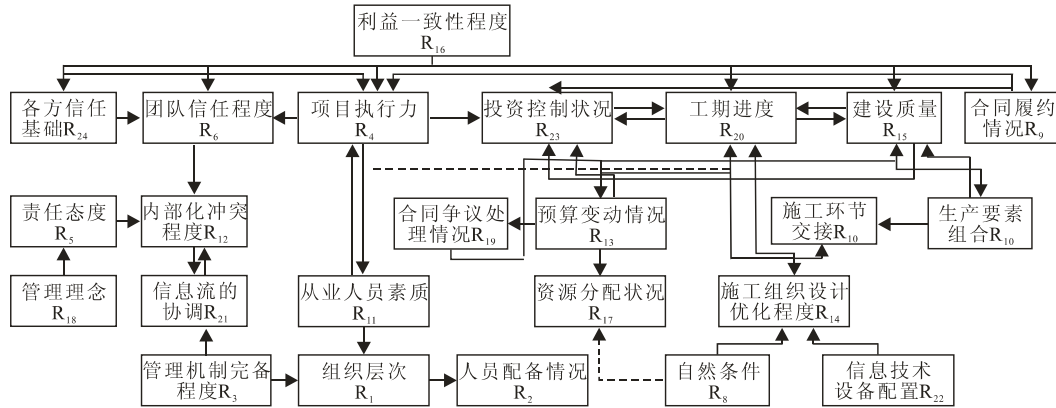 利益一致性程度
R16
各方信任
基础R24
团队信任程度
R6
项目执行力
R4
投资控制状况
R23
工期进度
R20
建设质量
R15
合同履约
情况R9
责任态度
R5
内部化冲突
程度R12
合同争议处
理情况R19
预算变动情况
R13
施工环节
交接R10
生产要素
组合R10
管理理念
R18
信息流的
协调R21
从业人员素质
R11
资源分配状况
R17
施工组织设计
优化程度R14
管理机制完备
程度R3
组织层次
R1
人员配备情况
R2
自然条件
R8
信息技术
设备配置R22